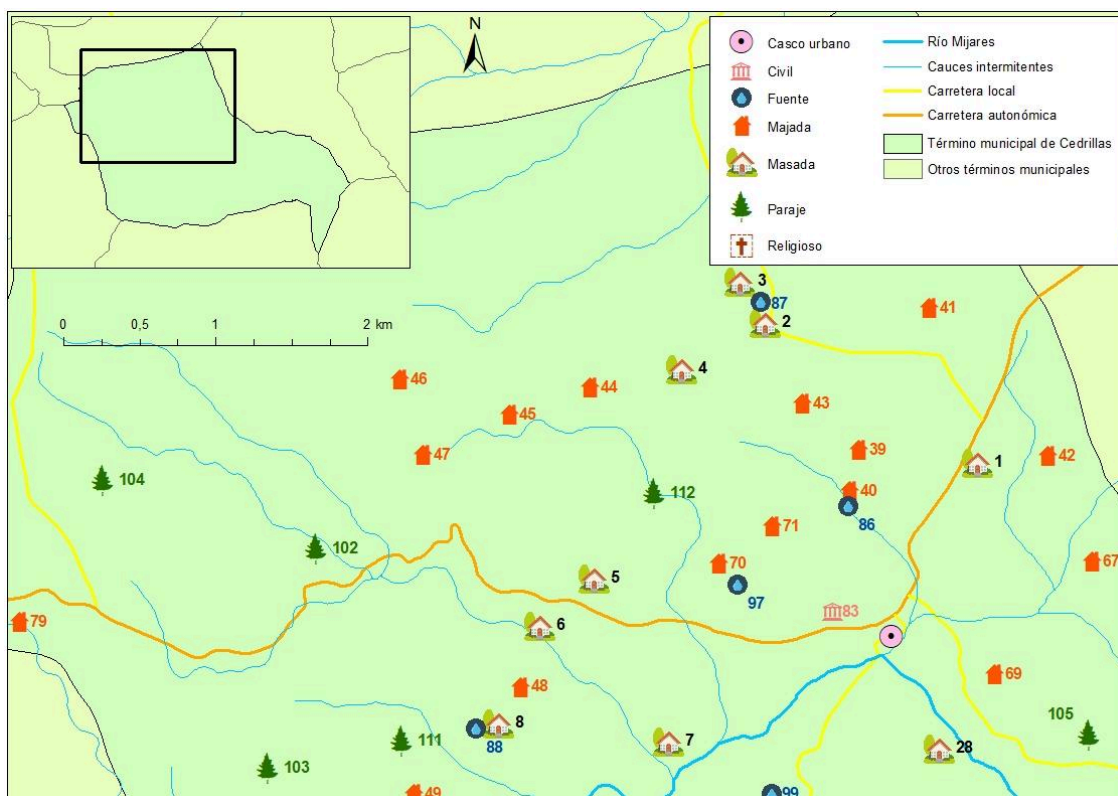 N
Casco urbano
Civil
Fuente
Majada
Masada
Paraje
Religioso
Río Mijares
Cauces intermitentes
Carretera local
Carretera autonómica
Término municipal de Cedrillas
Otros términos municipales
0 0,5 1 2 km
3
87
2
41
4
46
44
43
45
47
39
1
42
104
112
40
86
71
102
70
67
5
97
79
6
83
48
69
8
88
111
7
28
105
103
49
99